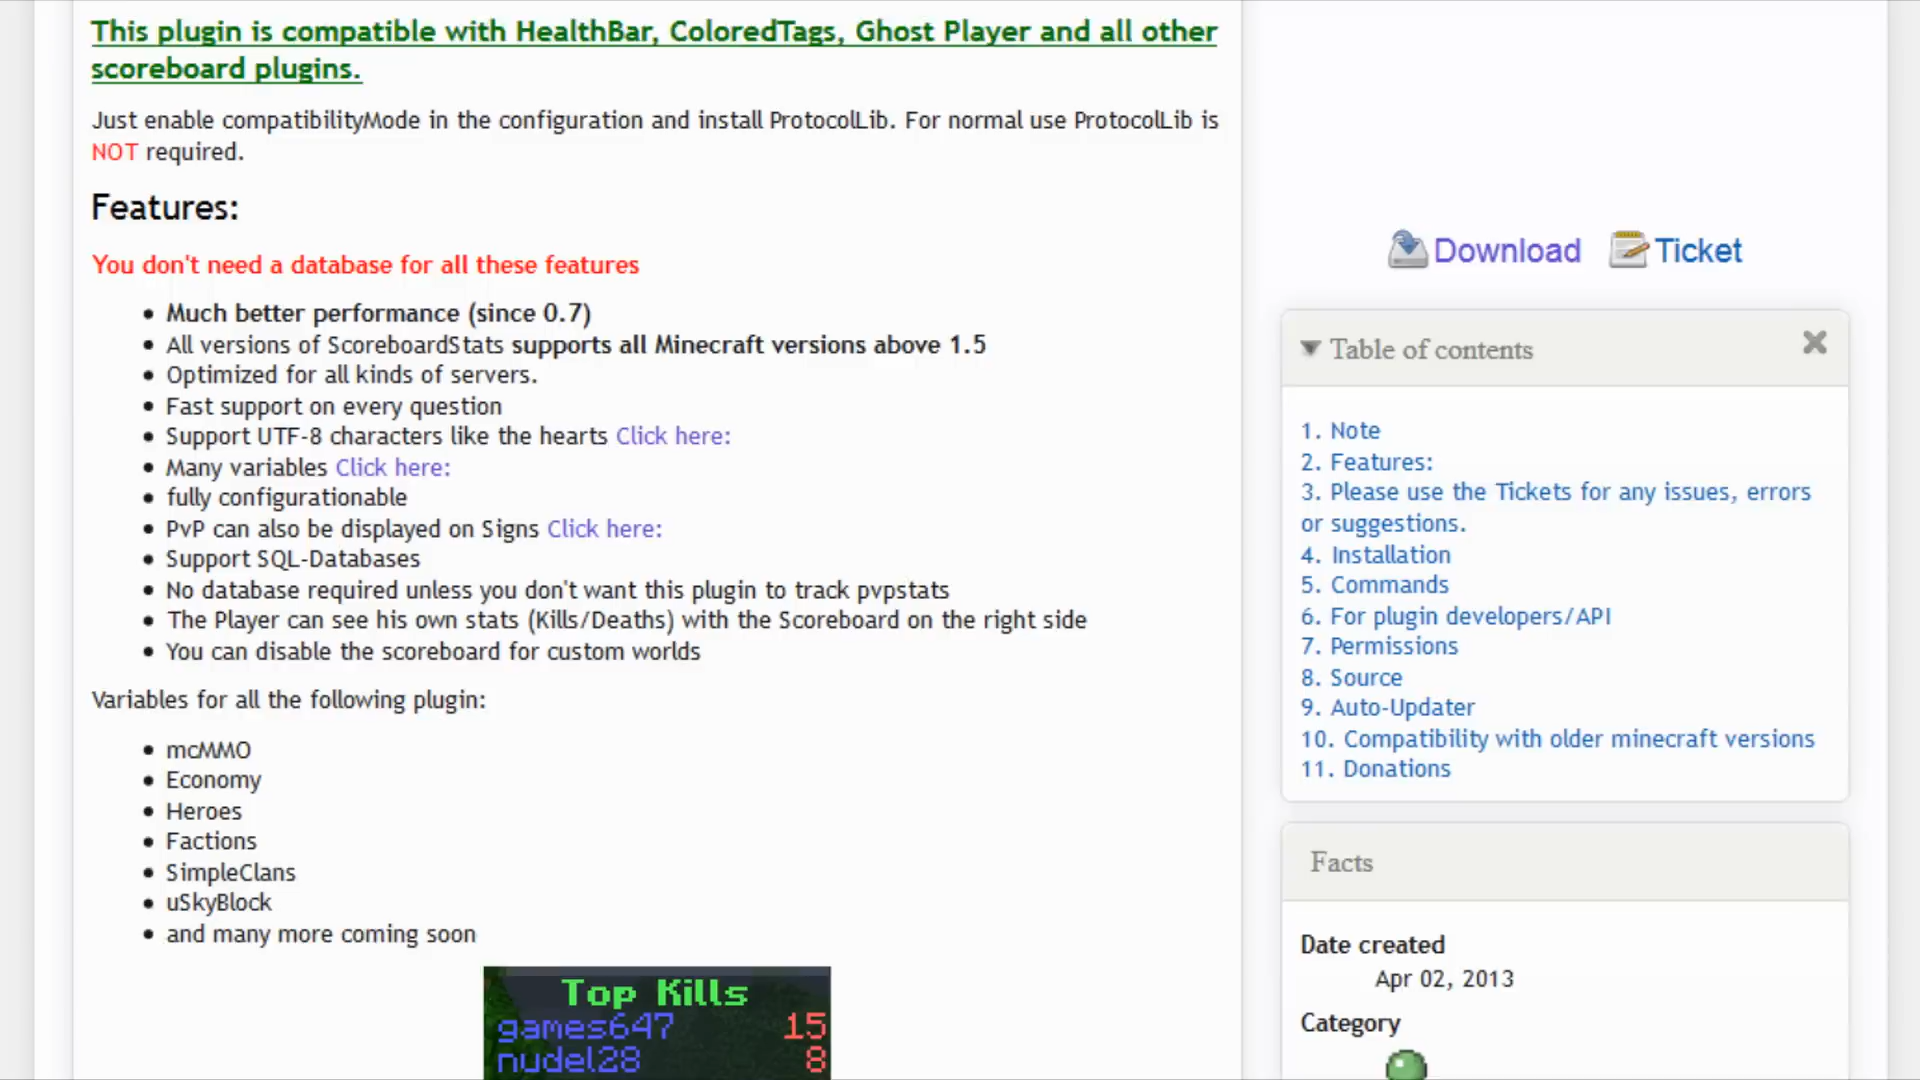 This plugin is compatible with HealthBar, ColoredTags, Ghost Player and all other
scoreboard plugins.
Just enable compatibilityMode in the configuration and install ProtocolLib. For normal use ProtocolLib is
NOT required.
Features:
You don't need a database for all these features
• Much better performance (since 0.7)
• All versions of ScoreboardStats supports all Minecraft versions above 1.5
• Optimized for all kinds of servers.
• Fast support on every question
• Support UTF-8 characters like the hearts Click here:
• Many variables Click here:
• fully configurationable
• PvP can also be displayed on Signs Click here:
• Support SQL-Databases
• No database required unless you don't want this plugin to track pvpstats
• The Player can see his own stats (Kills/Deaths) with the Scoreboard on the right side
• You can disable the scoreboard for custom worlds
Variables for all the following plugin:
• mcMMO
• Economy
• Heroes
• Factions
• SimpleClans
• uSkyBlock
• and many more coming soon
Top Kills
games647 15
nudel28 8
Download Ticket
Table of contents
1. Note
2. Features:
3. Please use the Tickets for any issues, errors
or suggestions.
4. Installation
5. Commands
6. For plugin developers/API
7. Permissions
8. Source
9. Auto-Updater
10. Compatibility with older minecraft versions
11. Donations
Facts
Date created
Apr 02, 2013
Category